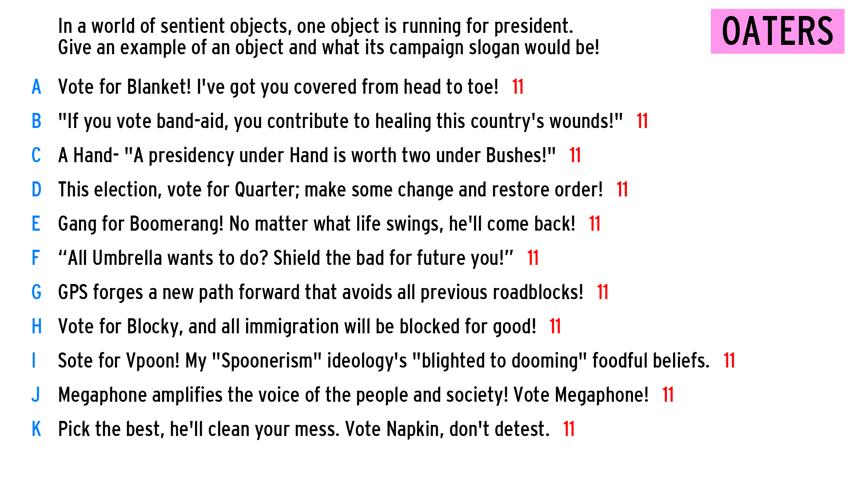 In a world of sentient objects, one object is running for president.
Give an example of an object and what its campaign slogan would be!
OATERS
A Vote for Blanket! I've got you covered from head to toe! 11
B "If you vote band-aid, you contribute to healing this country's wounds!" 11
C A Hand- "A presidency under Hand is worth two under Bushes!" 11
D This election, vote for Quarter; make some change and restore order! 11
E Gang for Boomerang! No matter what life swings, he'll come back! 11
F “All Umbrella wants to do? Shield the bad for future you!” 11
G GPS forges a new path forward that avoids all previous roadblocks! 11
H Vote for Blocky, and all immigration will be blocked for good! 11
I Sote for Vpoon! My "Spoonerism" ideology's "blighted to dooming" foodful beliefs. 11
J Megaphone amplifies the voice of the people and society! Vote Megaphone! 11
K Pick the best, he'll clean your mess. Vote Napkin, don't detest. 11